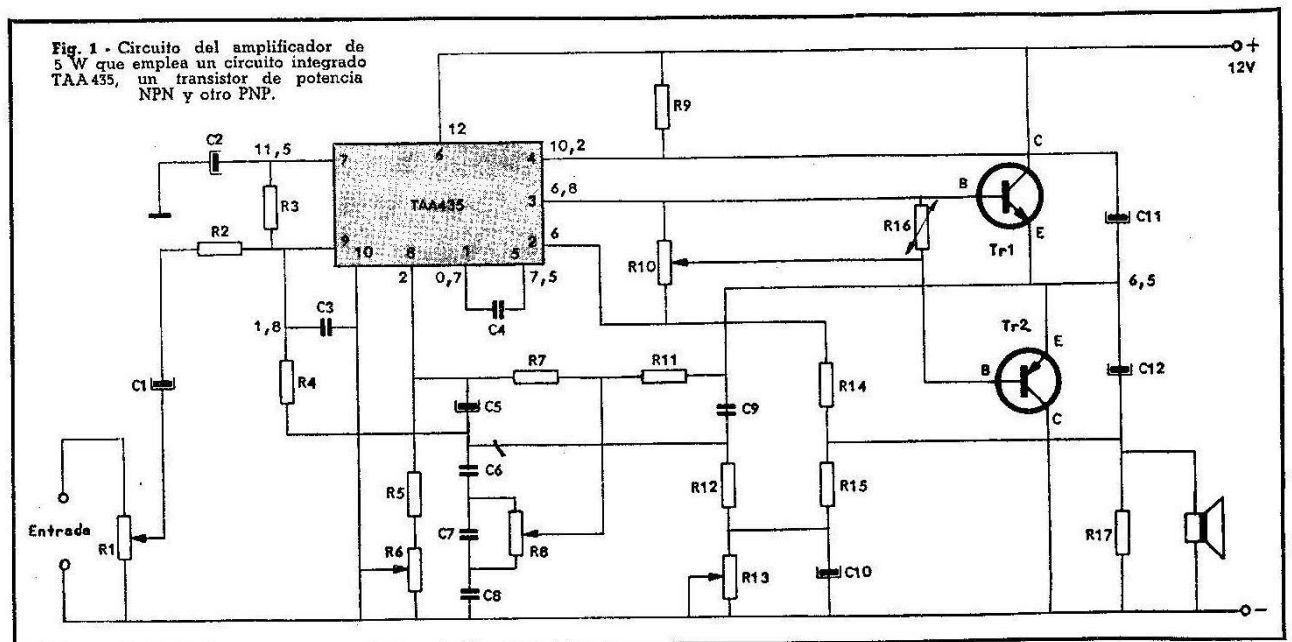 Fig. 1 - Circuito del amplificador de
5 W que emplea un circuito integrado
TAA435, un transistor de potencia
NPN y otro PNP.
12V
+
R9
12
C2
11,5
7
6
4
10,2
C
R3
TAA435
3
6,8
B
R16
Tr1
E
C11
R2
9
10
8
1
5
2
6
R10
2
0,7
7,5
6,5
C3
C4
1,8
Tr2
E
R7
R11
C1
R4
C5
C9
R14
B
C12
C
C6
R5
R12
R15
Entrada
R1
C7
R8
R17
R6
R13
C10
C8
-